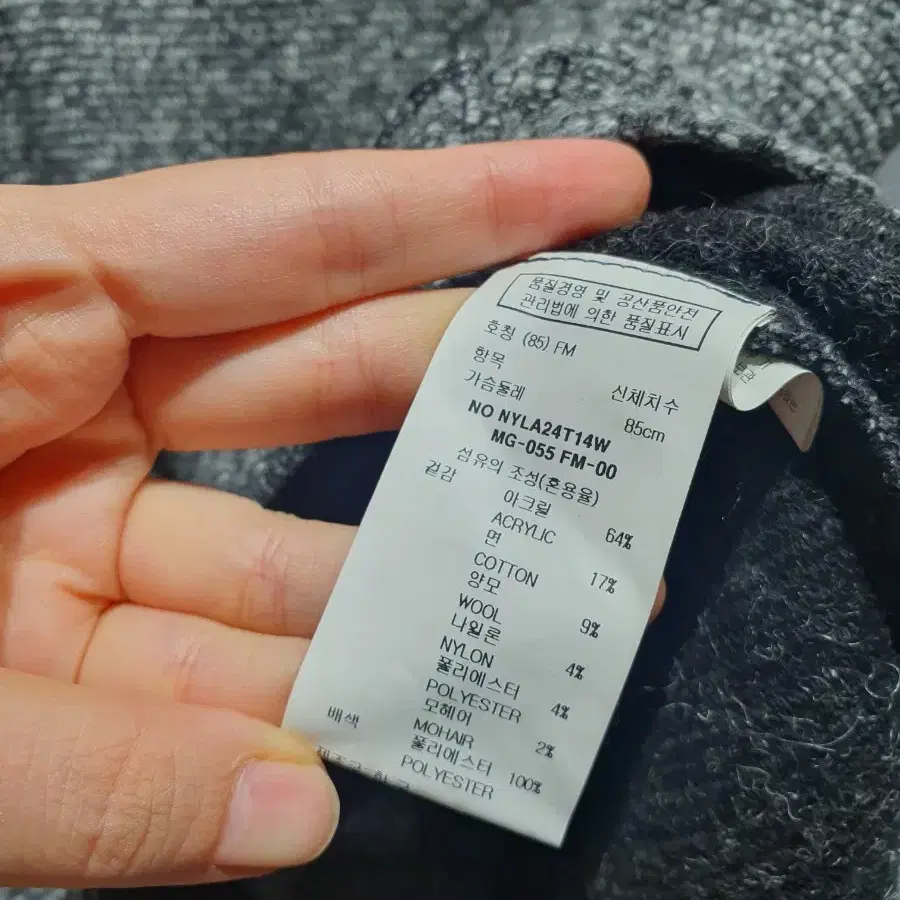 품질경영 및 공산품안전
관리법에 의한 품질표시
호칭 (85) FM
항목 신체치수
가슴둘레 85cm
NO NYLA24T14W
MG-055 FM-00
섬유의 조성(혼용율)
겉감
아크릴
ACRYLIC 64%
면
COTTON 17%
양모
WOOL 9%
나일론
NYLON 4%
폴리에스터
POLYESTER 4%
모헤어
MOHAIR 2%
배색 폴리에스터
POLYESTER 100%